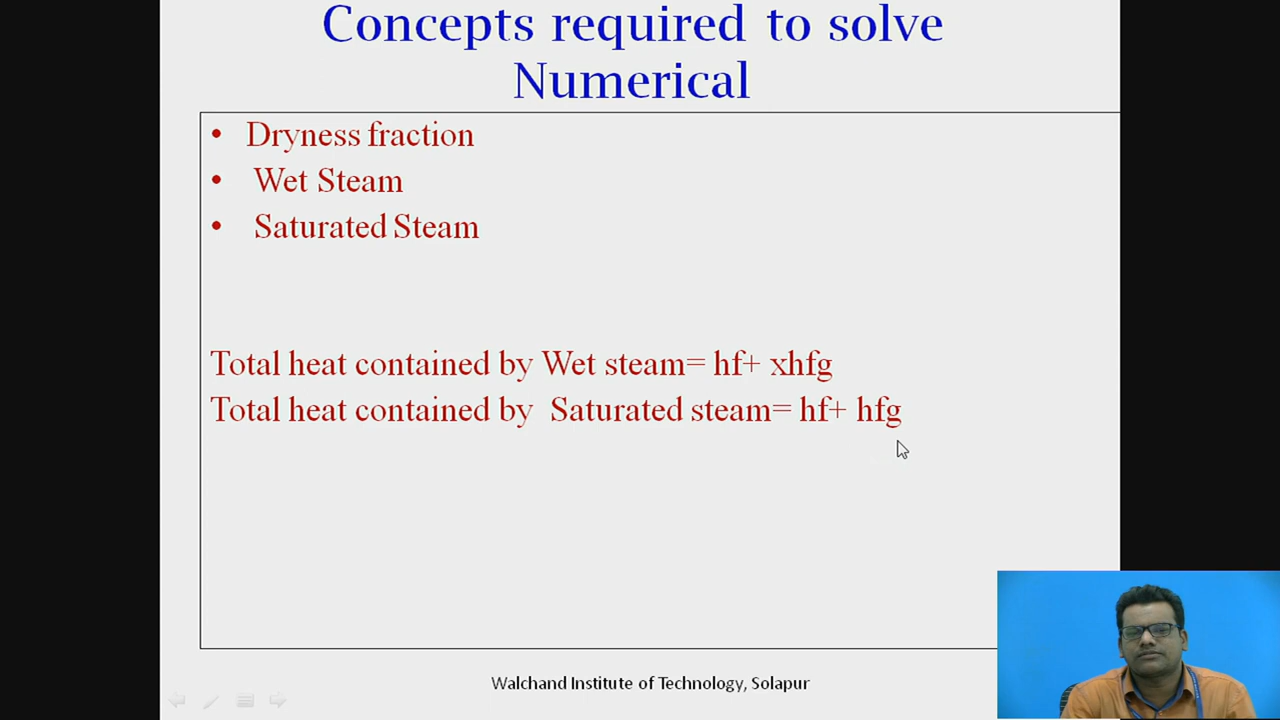 Concepts required to solve
Numerical
• Dryness fraction
• Wet Steam
• Saturated Steam
Total heat contained by Wet steam= hf+ xhfg
Total heat contained by Saturated steam= hf+ hfg
Walchand Institute of Technology, Solapur